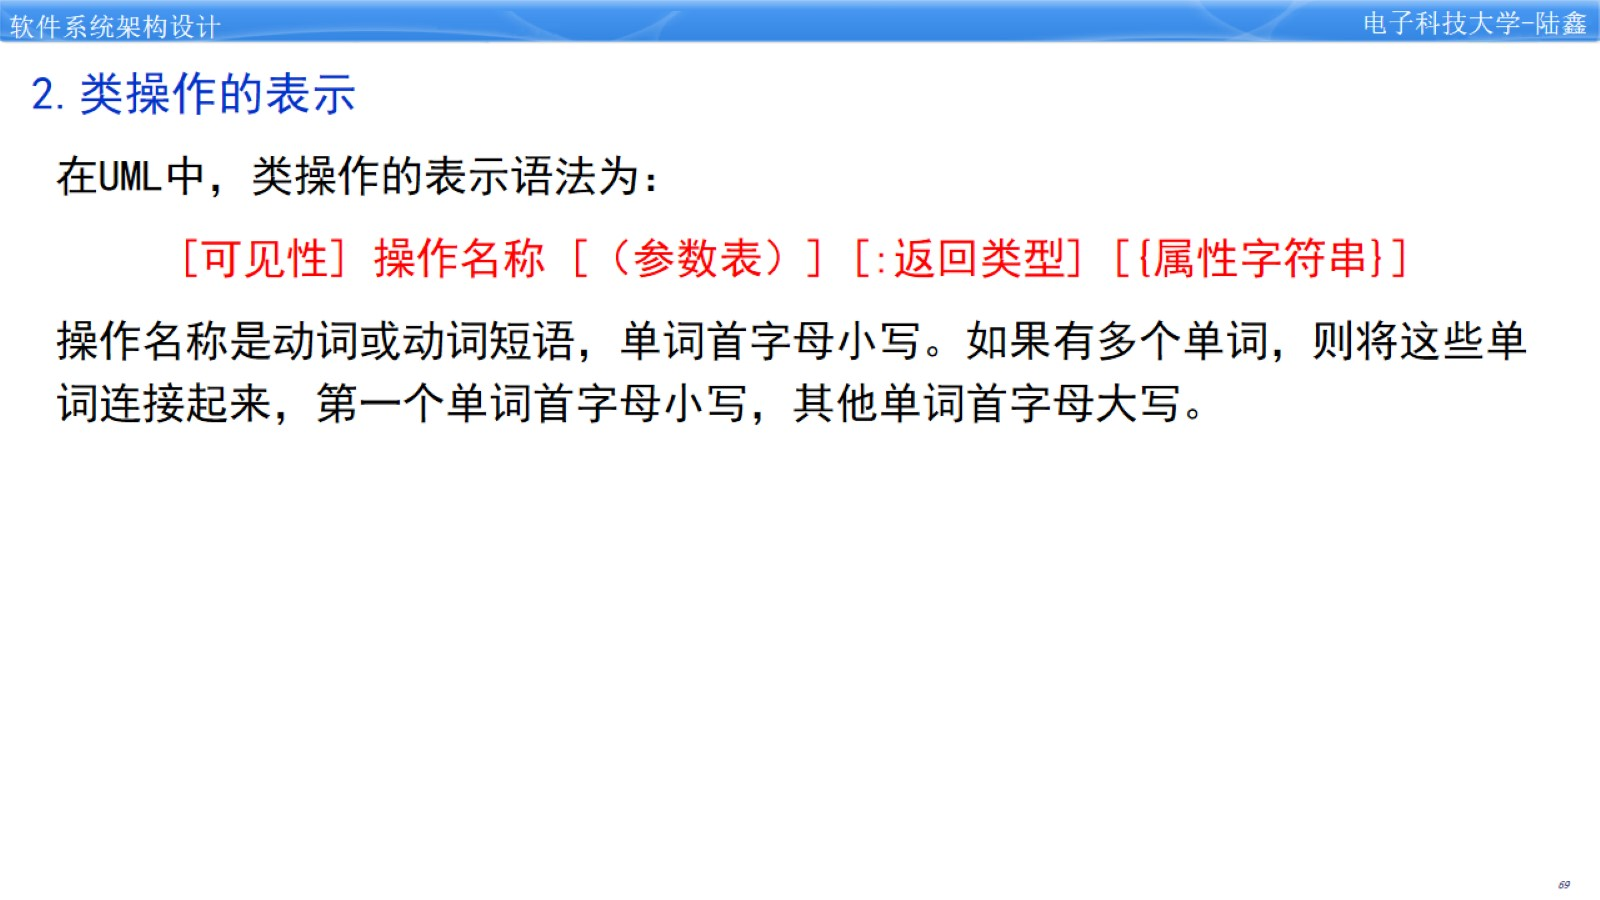 软件系统架构设计
电子科技大学-陆鑫
2.类操作的表示
在UML中，类操作的表示语法为：
[可见性] 操作名称 [（参数表）] [:返回类型] [{属性字符串}]
操作名称是动词或动词短语，单词首字母小写。如果有多个单词，则将这些单
词连接起来，第一个单词首字母小写，其他单词首字母大写。
69